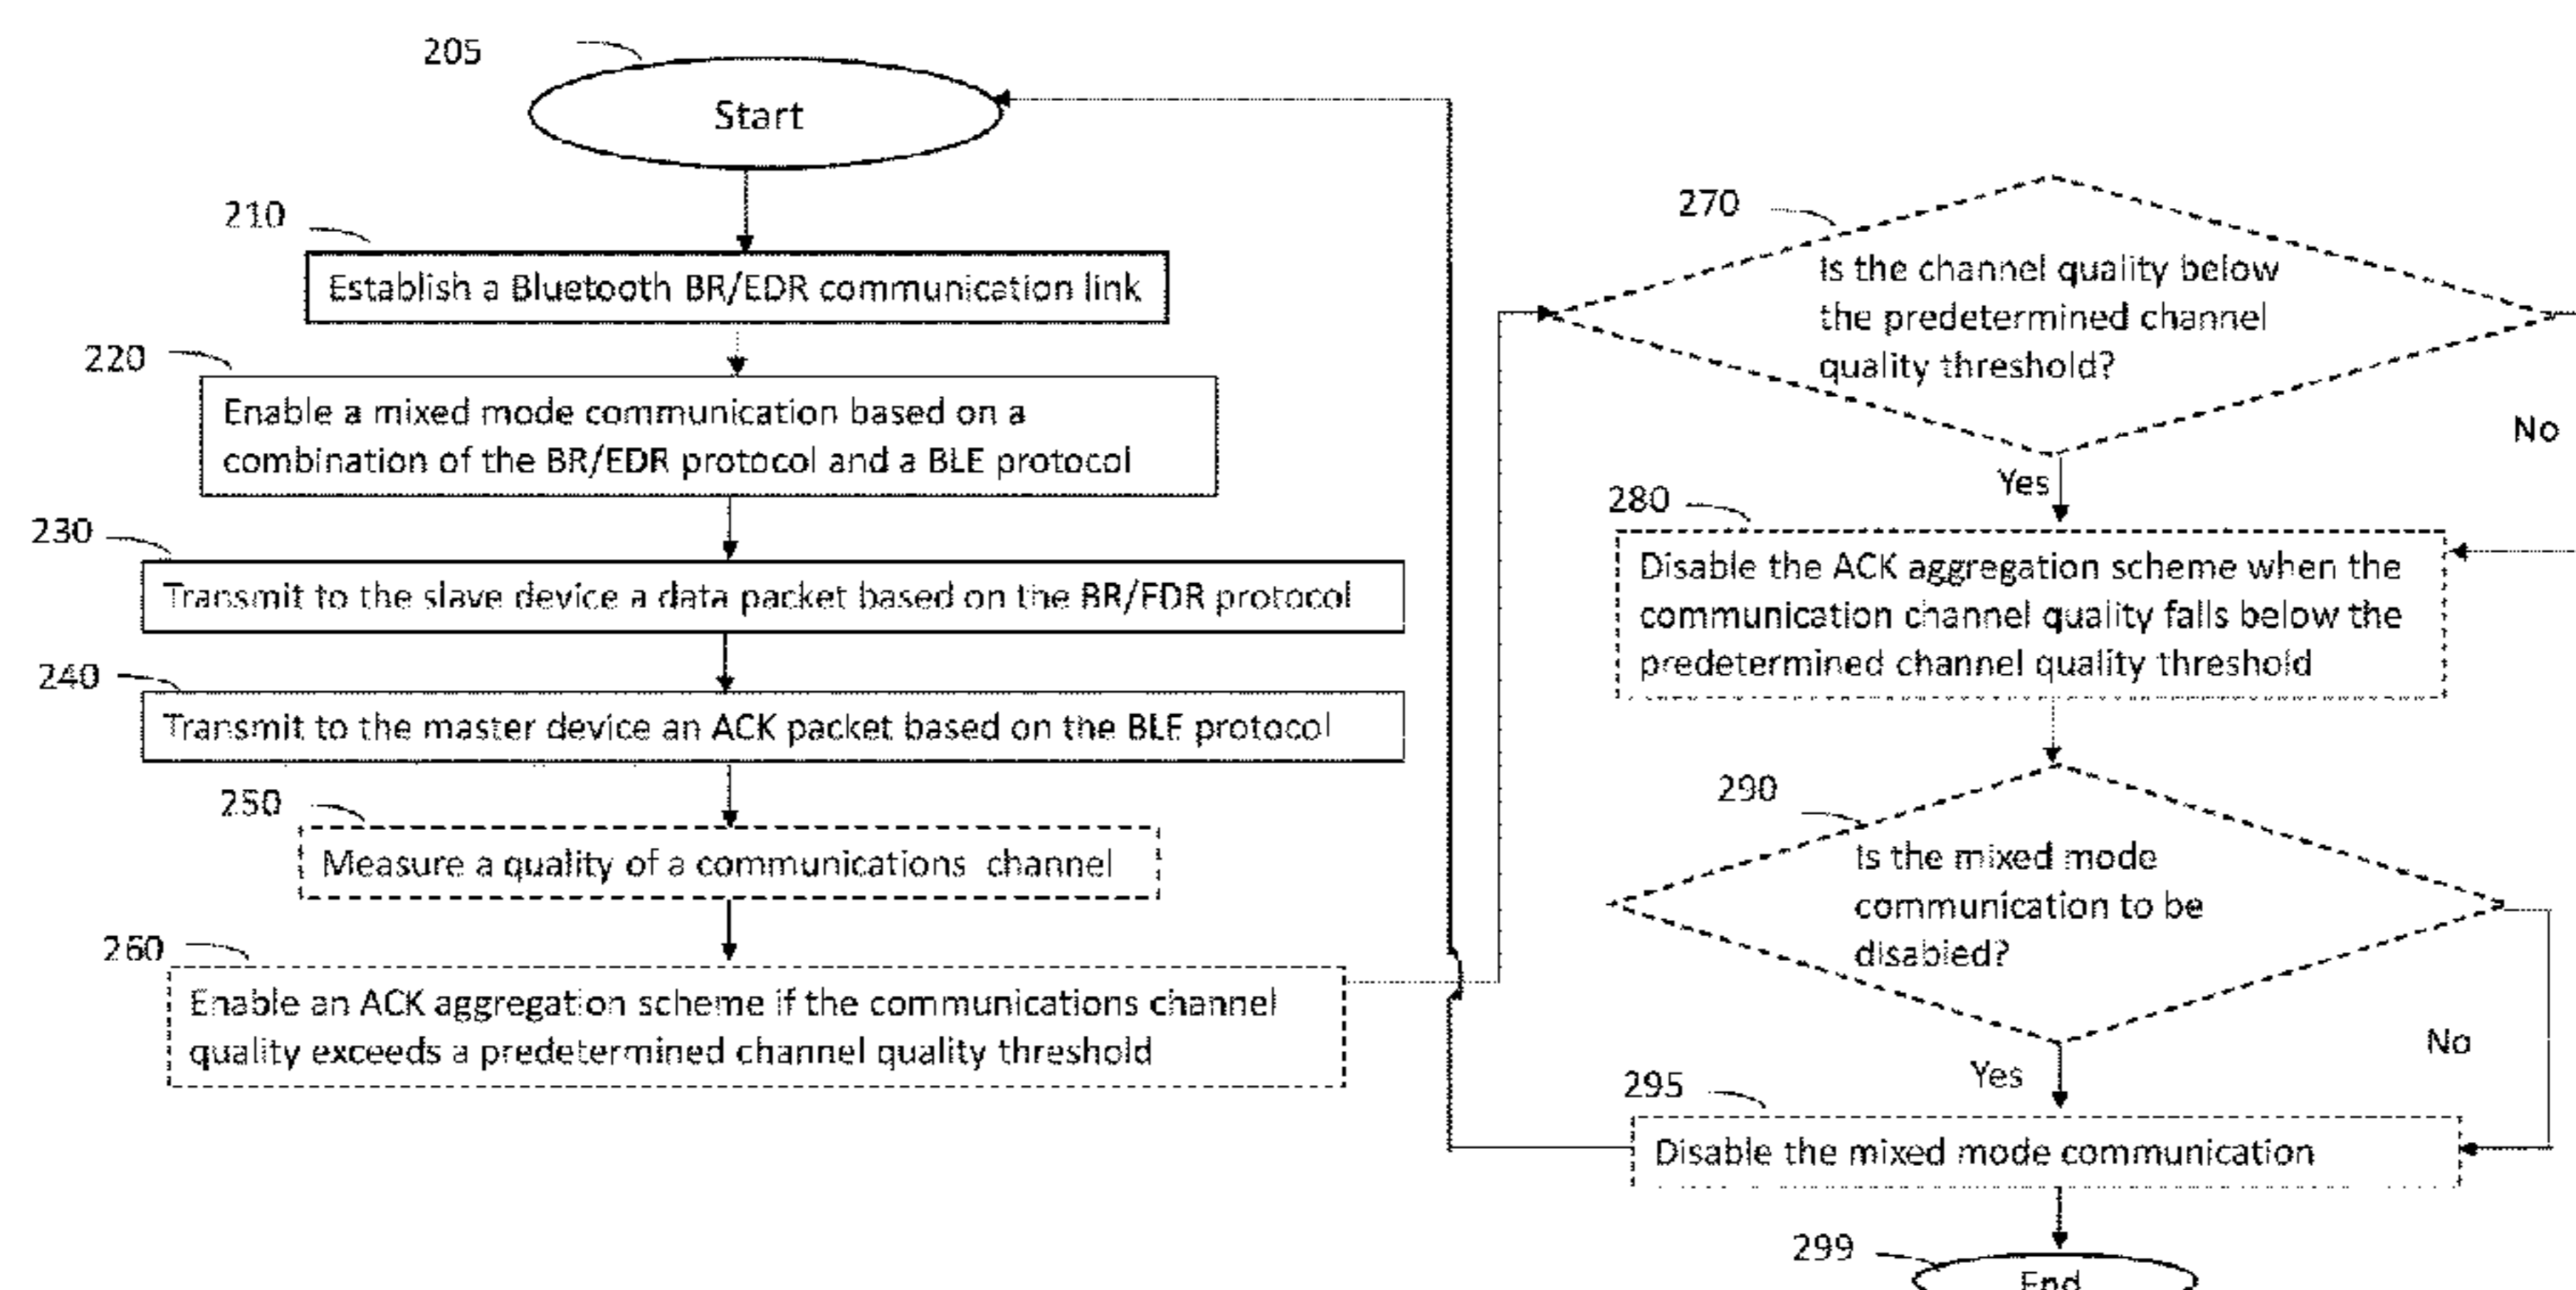 205
Start
210
Establish a Bluetooth BR/EDR communication link
220
Enable a mixed mode communication based on a
combination of the BR/EDR protocol and a BLE protocol
230
Transmit to the slave device a data packet based on the BR/EDR protocol
240
Transmit to the master device an ACK packet based on the BLE protocol
250
Measure a quality of a communications channel
260
Enable an ACK aggregation scheme if the communications channel
quality exceeds a predetermined channel quality threshold
270
Is the channel quality below
the predetermined channel
quality threshold?
No
Yes
280
Disable the ACK aggregation scheme when the
communication channel quality falls below the
predetermined channel quality threshold
290
Is the mixed mode
communication to be
disabled?
No
Yes
295
Disable the mixed mode communication
299
End